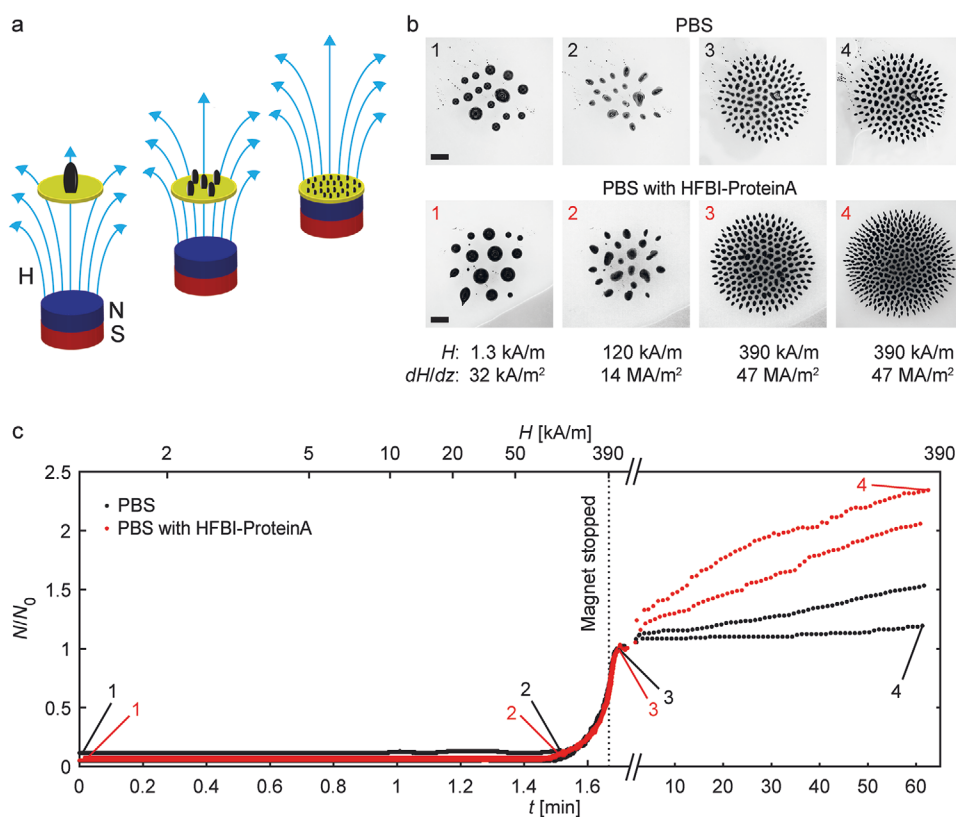 a
H
N
S
b
PBS
1 2 3 4
PBS with HFBI-ProteinA
1 2 3 4
H: 1.3 kA/m 120 kA/m 390 kA/m 390 kA/m
dH/dz: 32 kA/m² 14 MA/m² 47 MA/m² 47 MA/m²
c
H [kA/m]
2 5 10 20 50 390 390
2.5
2
1.5
1
0.5
0
N/N₀
PBS
PBS with HFBI-ProteinA
Magnet stopped
4
1
1
2
2
3
3
4
0 0.2 0.4 0.6 0.8 1 1.2 1.4 1.6 10 20 30 40 50 60
t [min]